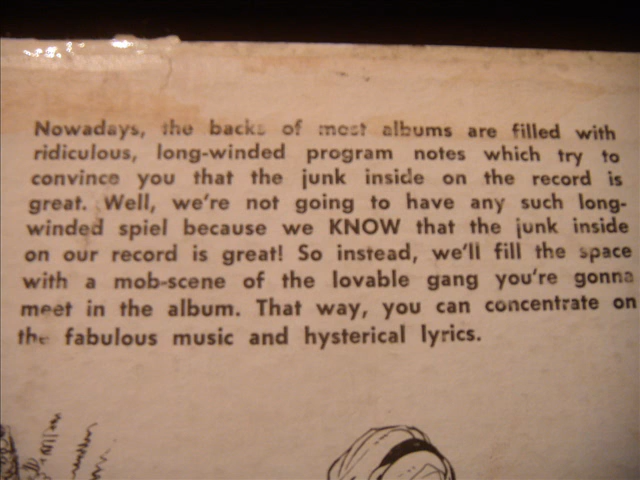 Nowadays, the backs of most albums are filled with
ridiculous, long-winded program notes which try to
convince you that the junk inside on the record is
great. Well, we're not going to have any such long-
winded spiel because we KNOW that the junk inside
on our record is great! So instead, we'll fill the space
with a mob-scene of the lovable gang you're gonna
meet in the album. That way, you can concentrate on
the fabulous music and hysterical lyrics.